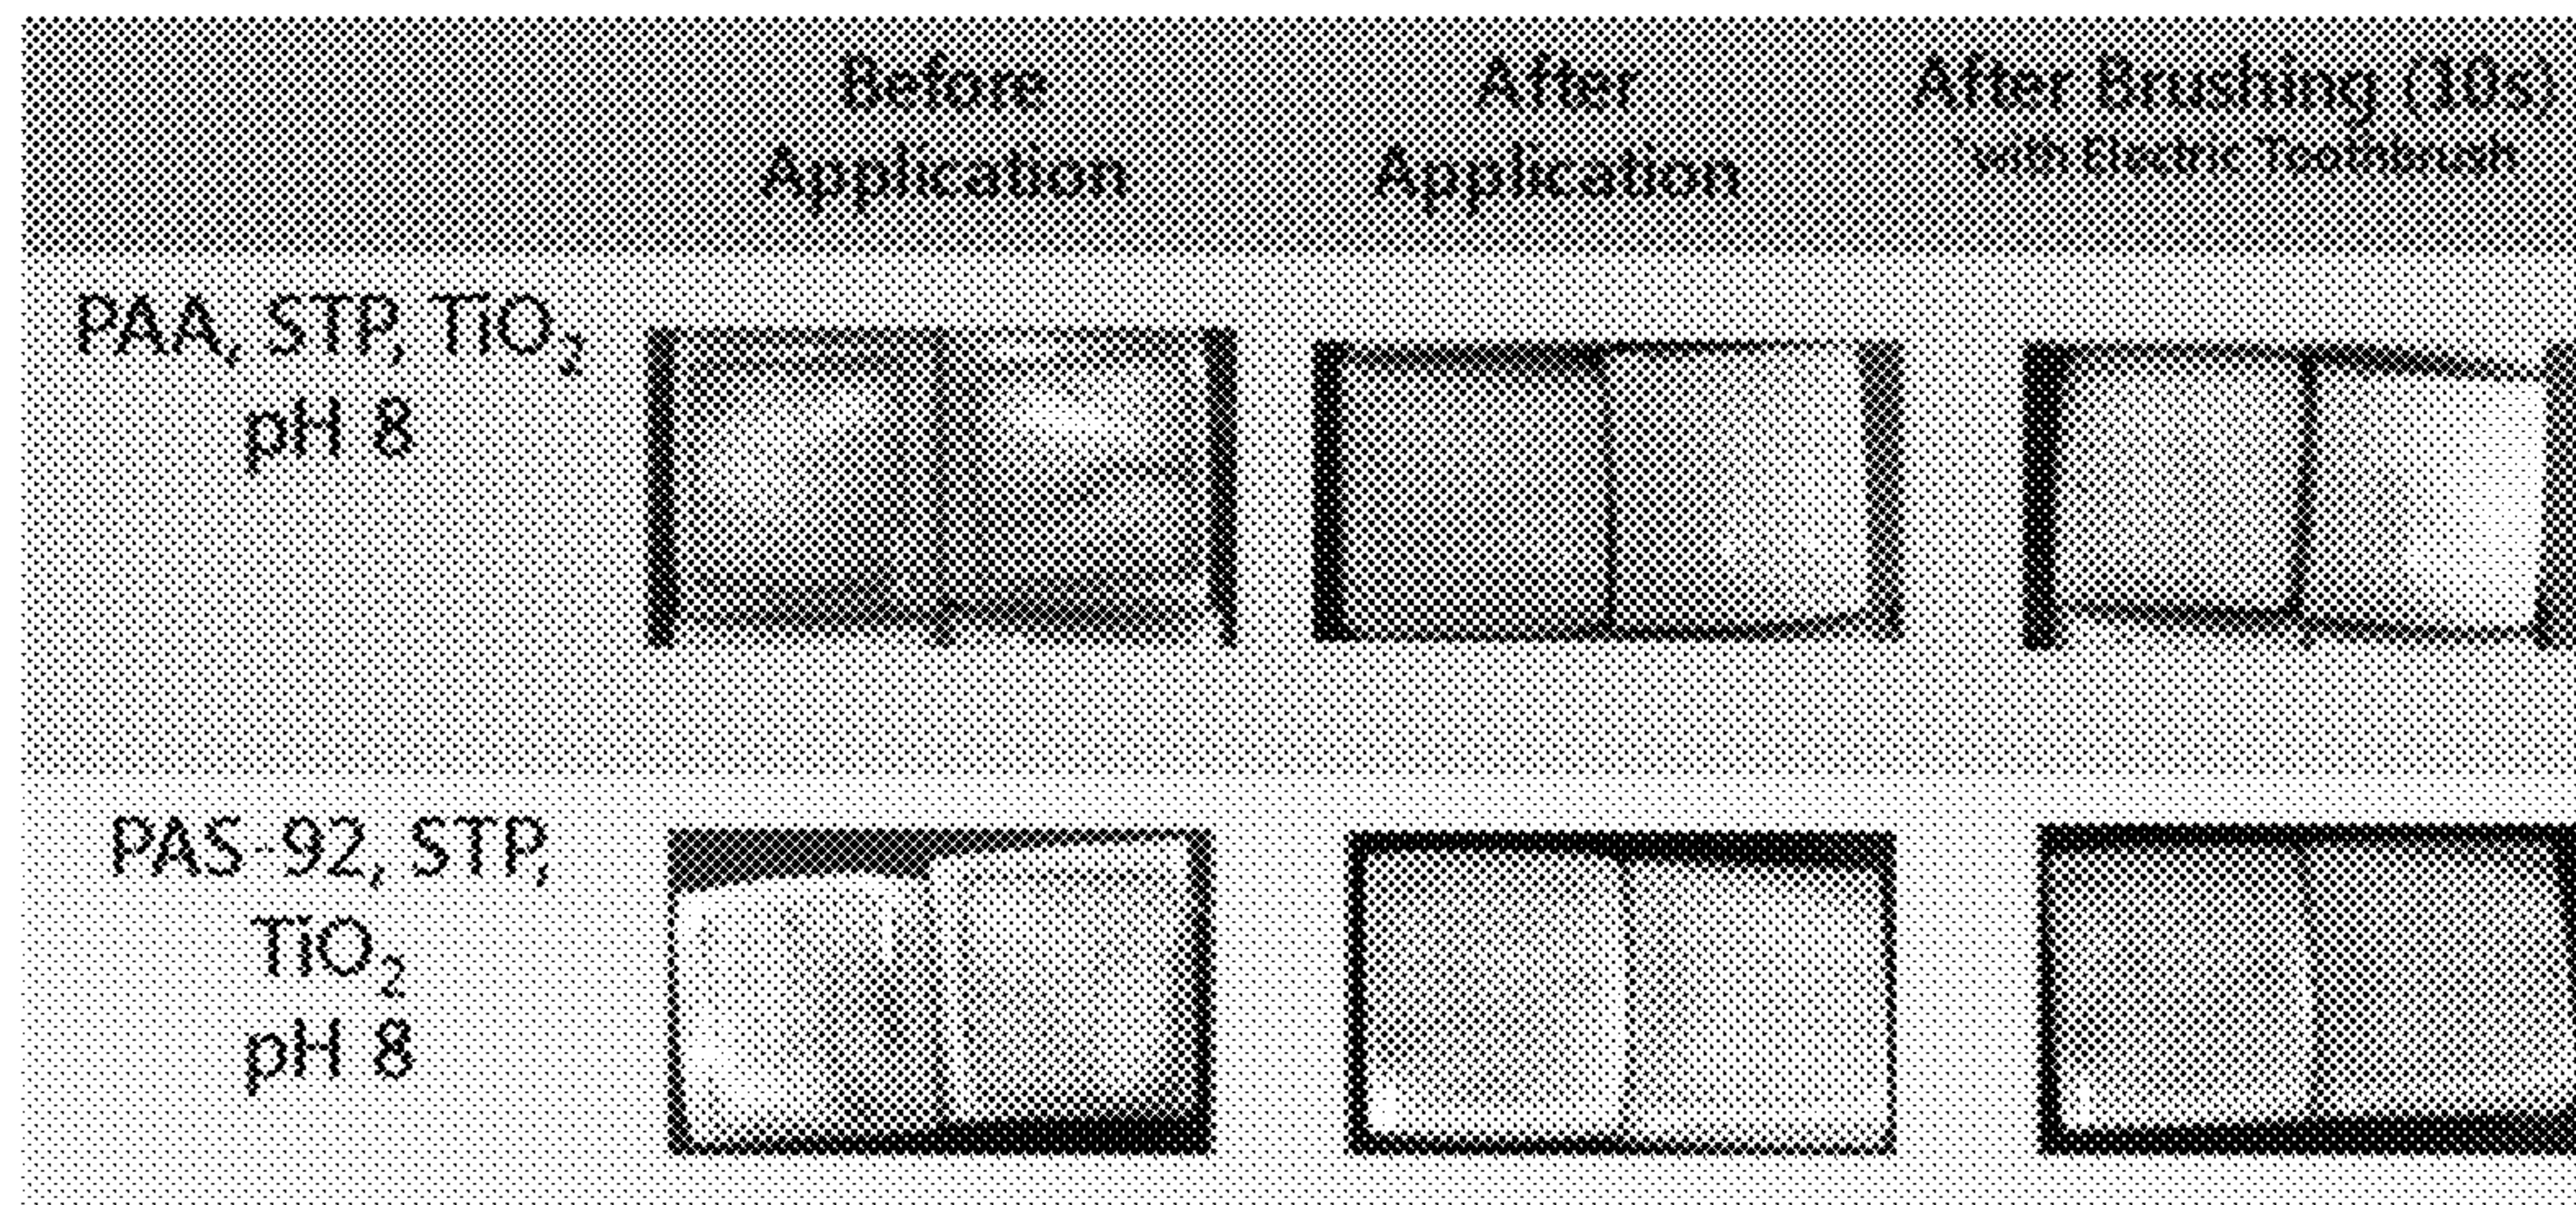 Before
Application
After
Application
After Brushing (10s)
with Electric Toothbrush
PAA, STP, TiO₂
pH 8
PAS-92, STP,
TiO₂
pH 8